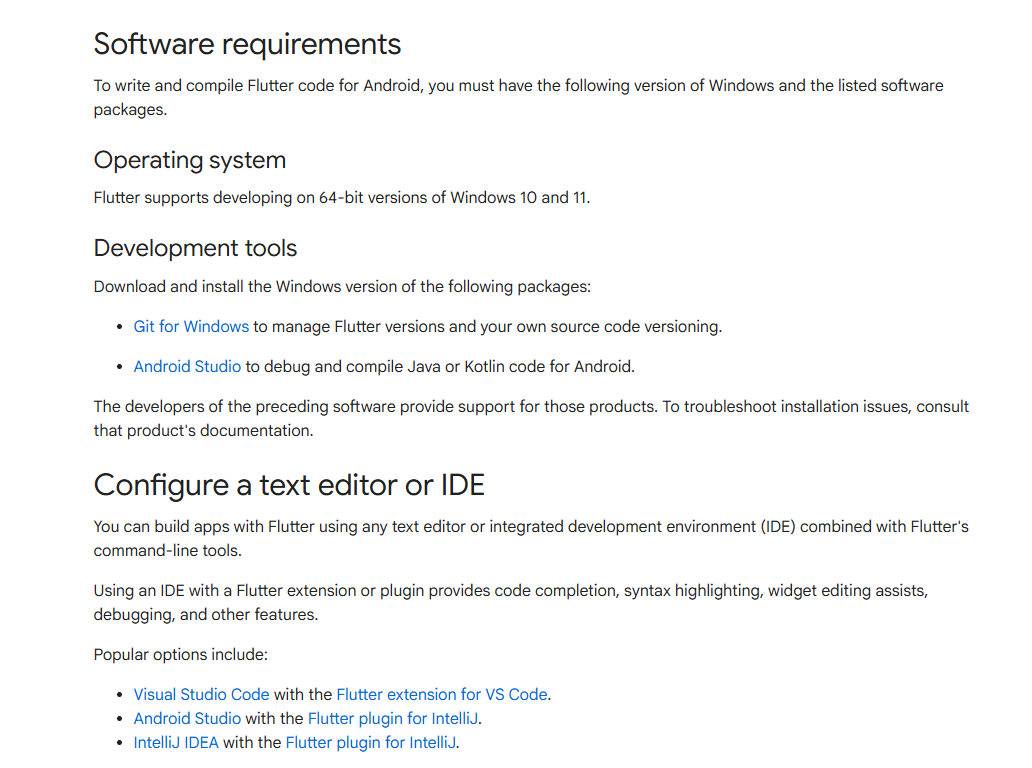 Software requirements
To write and compile Flutter code for Android, you must have the following version of Windows and the listed software
packages.
Operating system
Flutter supports developing on 64-bit versions of Windows 10 and 11.
Development tools
Download and install the Windows version of the following packages:
• Git for Windows to manage Flutter versions and your own source code versioning.
• Android Studio to debug and compile Java or Kotlin code for Android.
The developers of the preceding software provide support for those products. To troubleshoot installation issues, consult
that product's documentation.
Configure a text editor or IDE
You can build apps with Flutter using any text editor or integrated development environment (IDE) combined with Flutter's
command-line tools.
Using an IDE with a Flutter extension or plugin provides code completion, syntax highlighting, widget editing assists,
debugging, and other features.
Popular options include:
• Visual Studio Code with the Flutter extension for VS Code.
• Android Studio with the Flutter plugin for IntelliJ.
• IntelliJ IDEA with the Flutter plugin for IntelliJ.